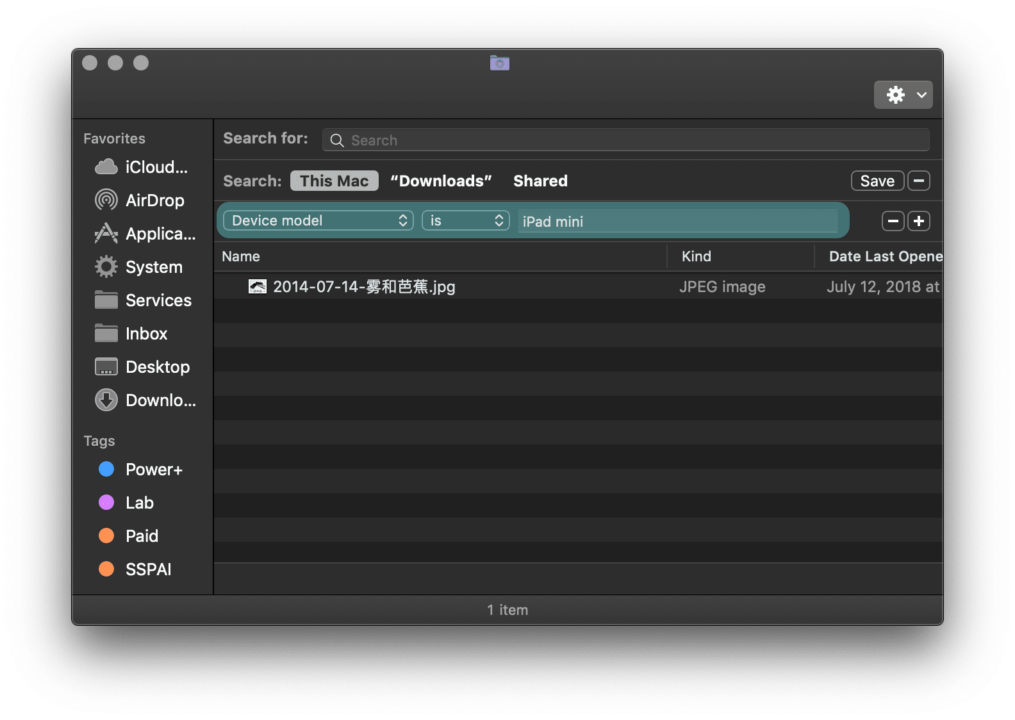 Favorites
iCloud...
AirDrop
Applica...
System
Services
Inbox
Desktop
Downlo...
Tags
Power+
Lab
Paid
SSPAI
Search for: Search
Search: This Mac “Downloads” Shared Save
Device model is iPad mini
Name Kind Date Last Opene
2014-07-14-雾和芭蕉.jpg JPEG image July 12, 2018 at
1 item